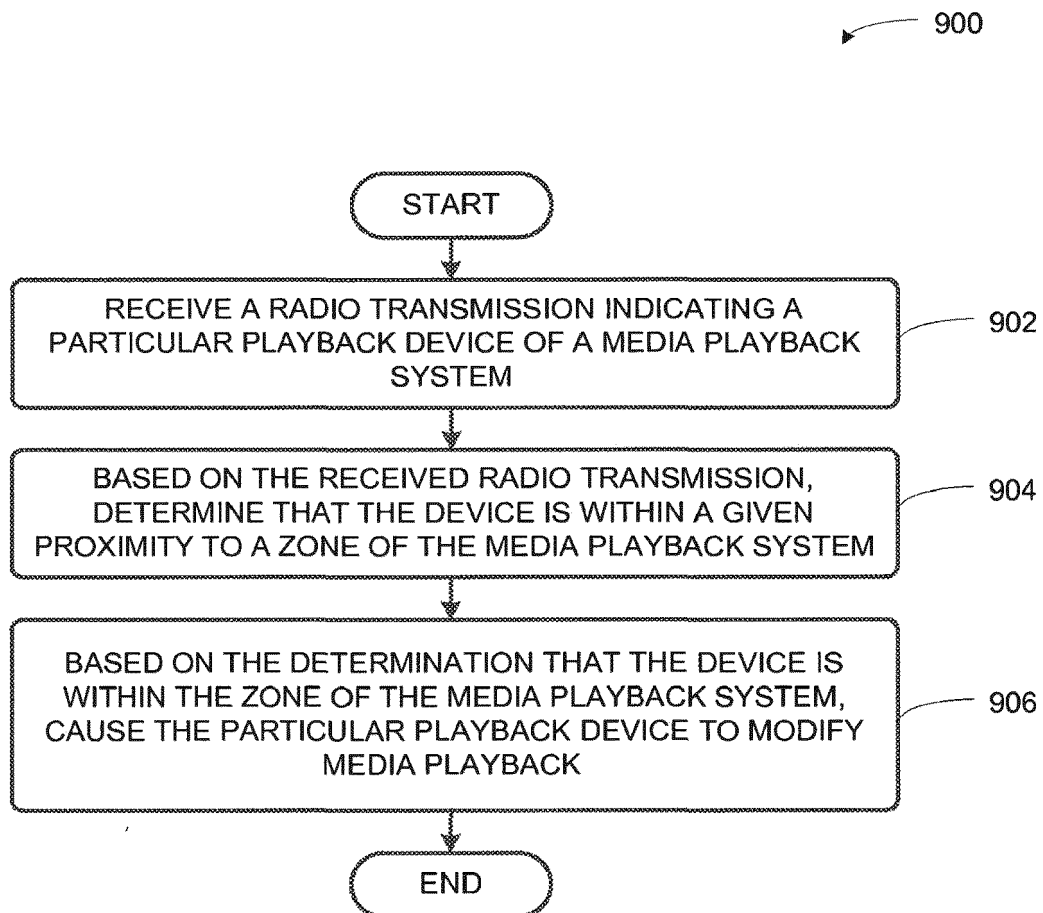 900
START
RECEIVE A RADIO TRANSMISSION INDICATING A
PARTICULAR PLAYBACK DEVICE OF A MEDIA PLAYBACK
SYSTEM
902
BASED ON THE RECEIVED RADIO TRANSMISSION,
DETERMINE THAT THE DEVICE IS WITHIN A GIVEN
PROXIMITY TO A ZONE OF THE MEDIA PLAYBACK SYSTEM
904
BASED ON THE DETERMINATION THAT THE DEVICE IS
WITHIN THE ZONE OF THE MEDIA PLAYBACK SYSTEM,
CAUSE THE PARTICULAR PLAYBACK DEVICE TO MODIFY
MEDIA PLAYBACK
906
END